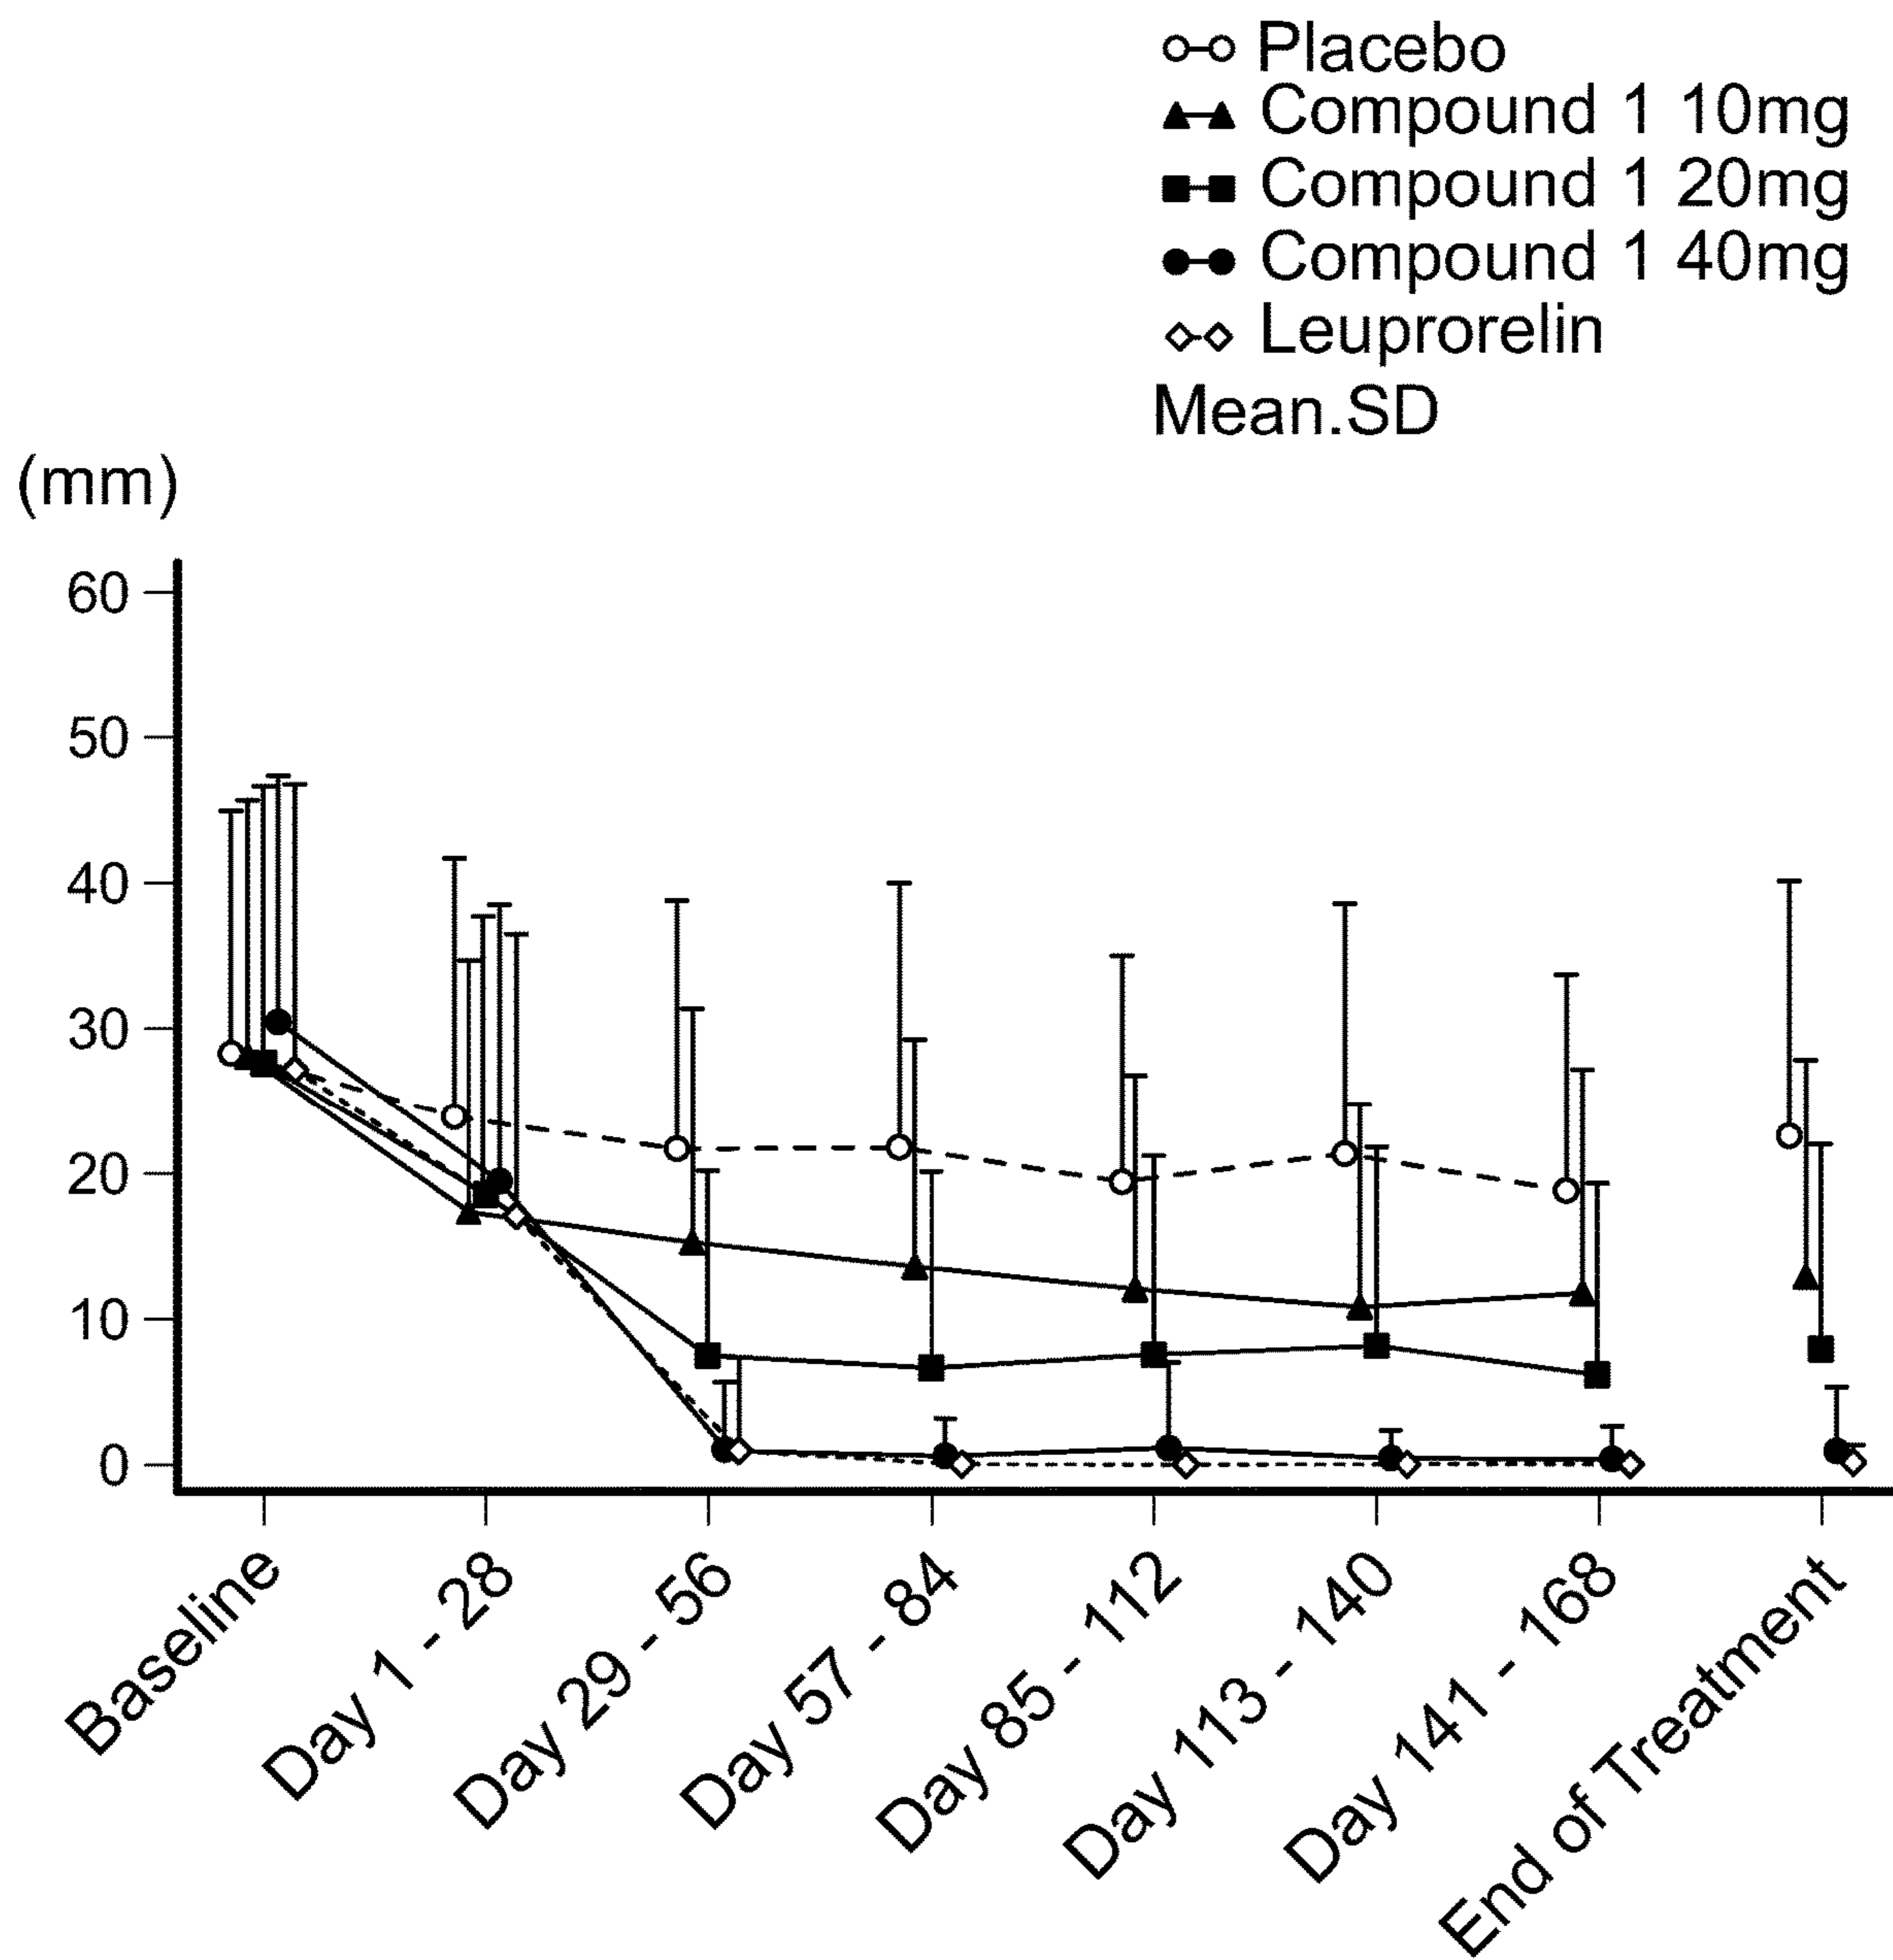 Placebo
Compound 1 10mg
Compound 1 20mg
Compound 1 40mg
Leuprorelin
Mean.SD
(mm)
60
50
40
30
20
10
0
Baseline
Day 1 - 28
Day 29 - 56
Day 57 - 84
Day 85 - 112
Day 113 - 140
Day 141 - 168
End of Treatment